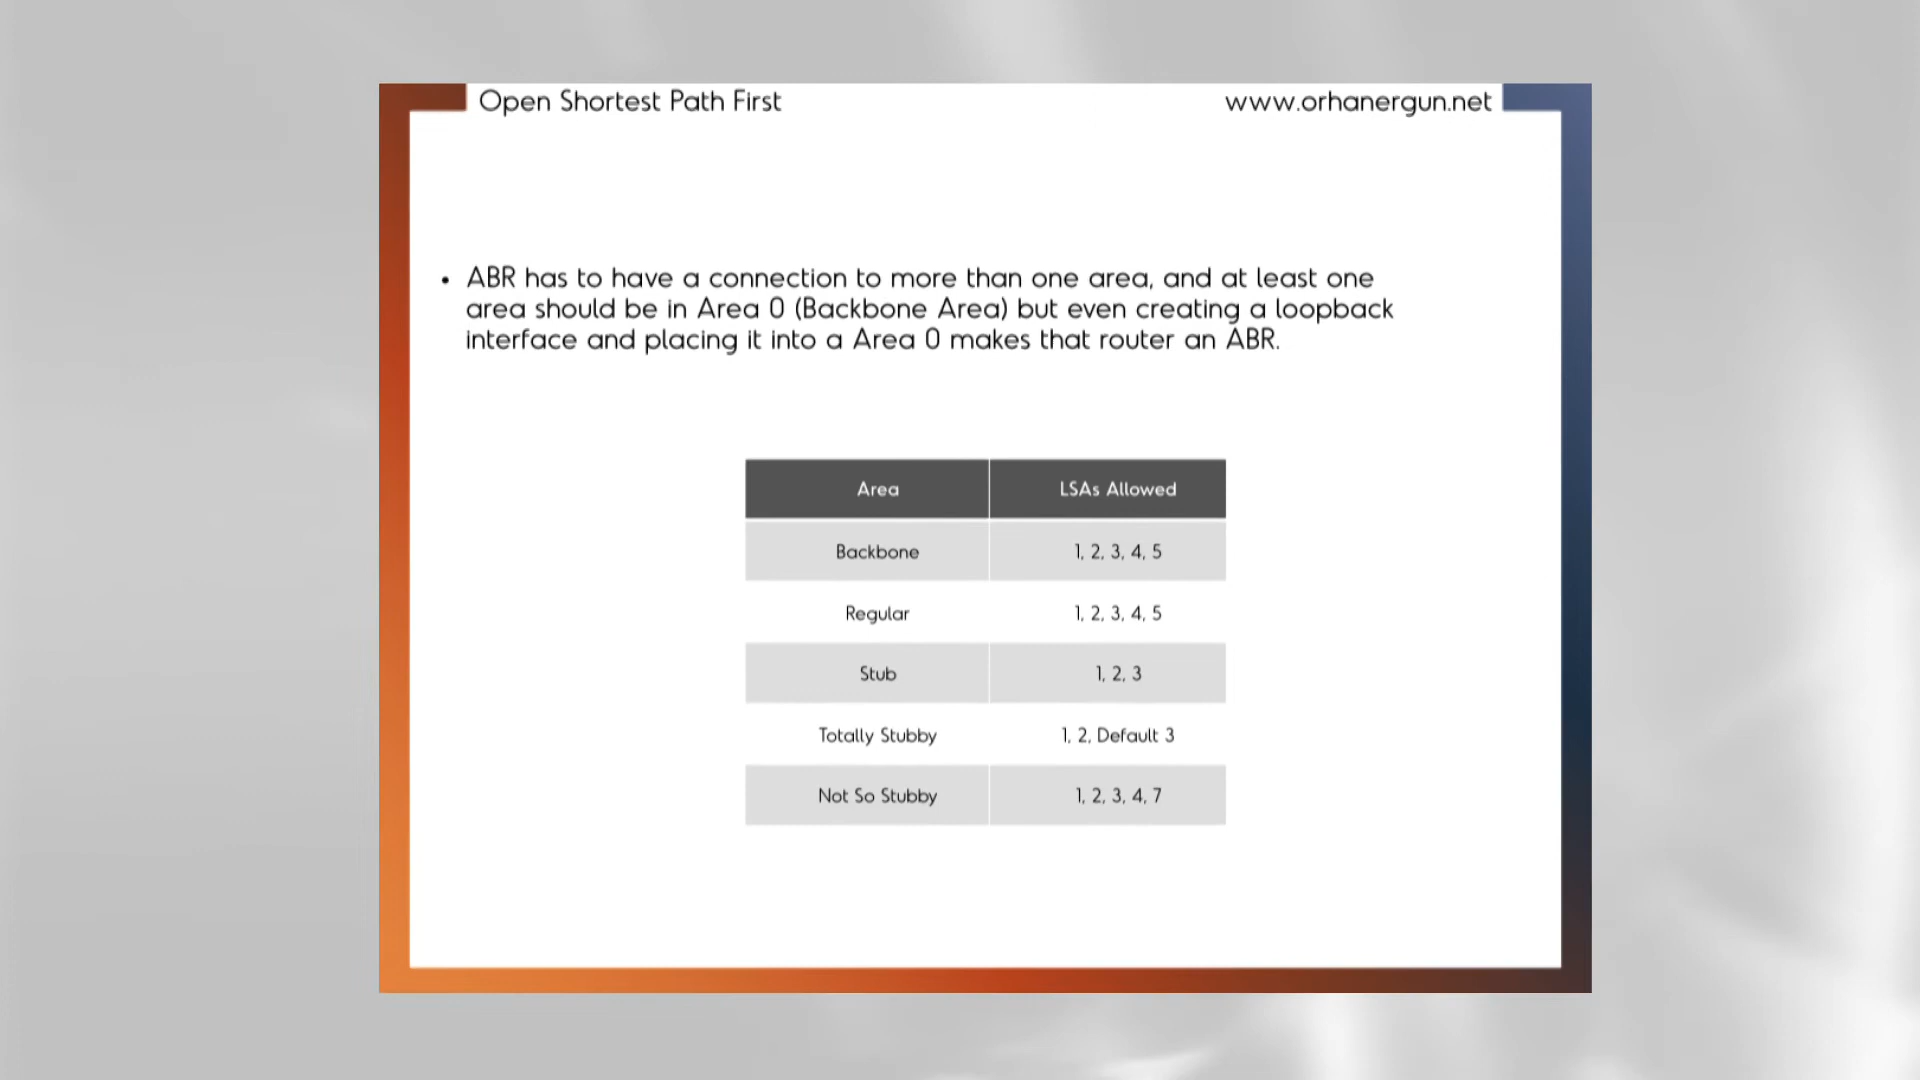 Open Shortest Path First
www.orhanergun.net
• ABR has to have a connection to more than one area, and at least one
area should be in Area 0 (Backbone Area) but even creating a loopback
interface and placing it into a Area 0 makes that router an ABR.
Area LSAs Allowed
Backbone 1, 2, 3, 4, 5
Regular 1, 2, 3, 4, 5
Stub 1, 2, 3
Totally Stubby 1, 2, Default 3
Not So Stubby 1, 2, 3, 4, 7